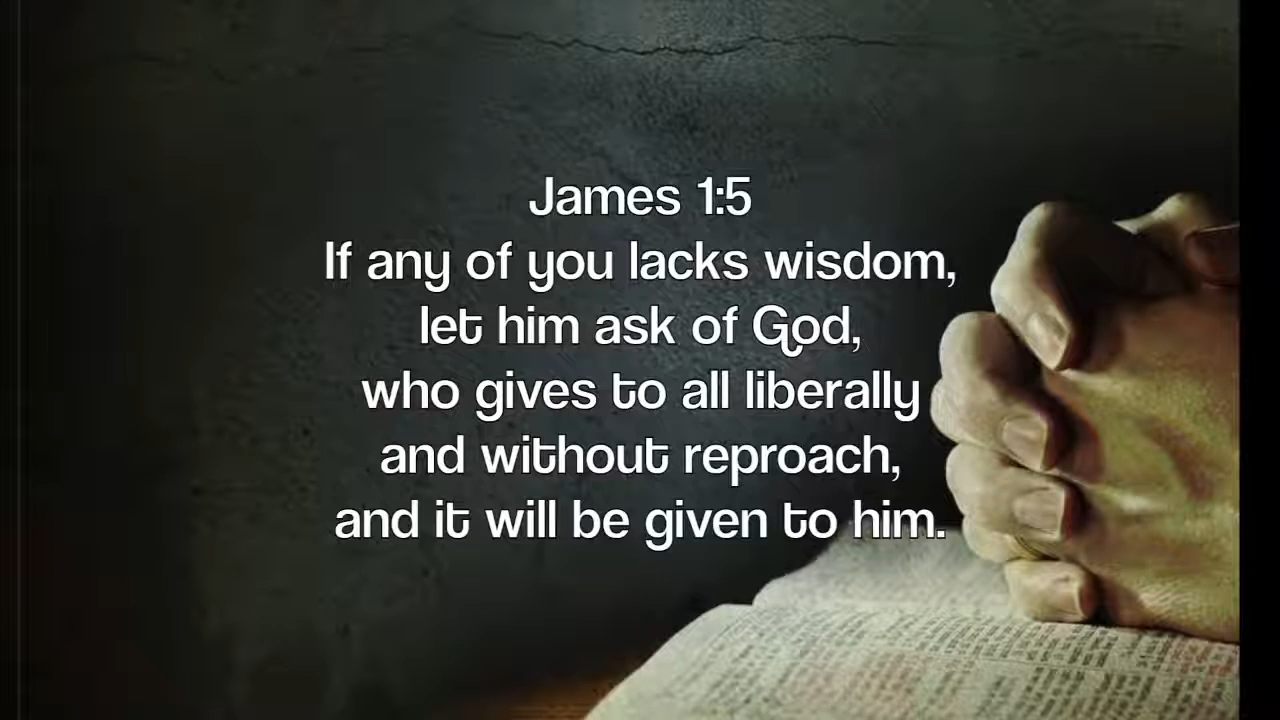 James 1:5
If any of you lacks wisdom,
let him ask of God,
who gives to all liberally
and without reproach,
and it will be given to him.